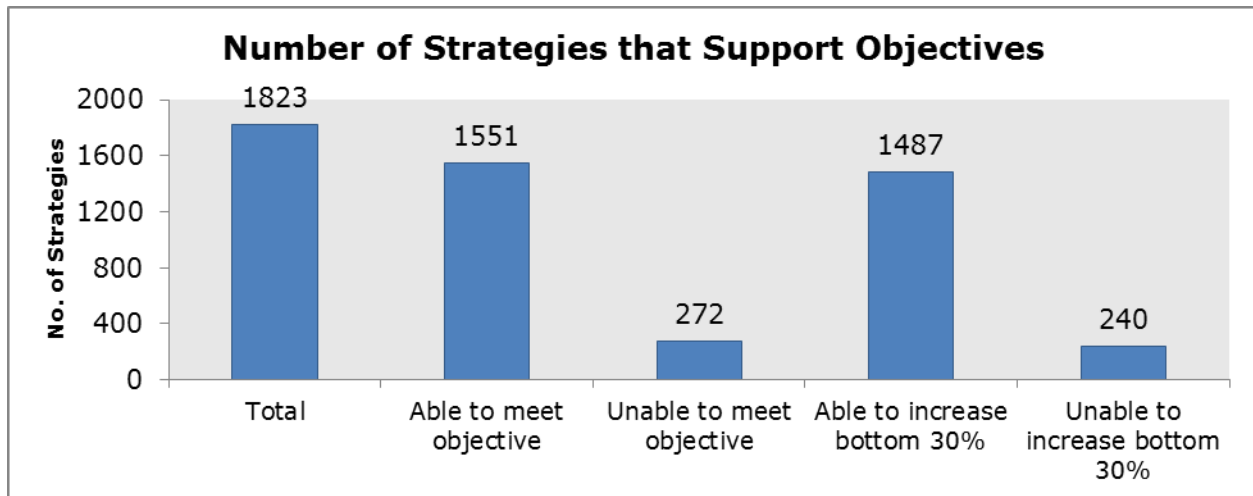 Number of Strategies that Support Objectives
No. of Strategies
2000
1600
1200
800
400
0
1823
1551
272
1487
240
Total
Able to meet
objective
Unable to meet
objective
Able to increase
bottom 30%
Unable to
increase bottom
30%